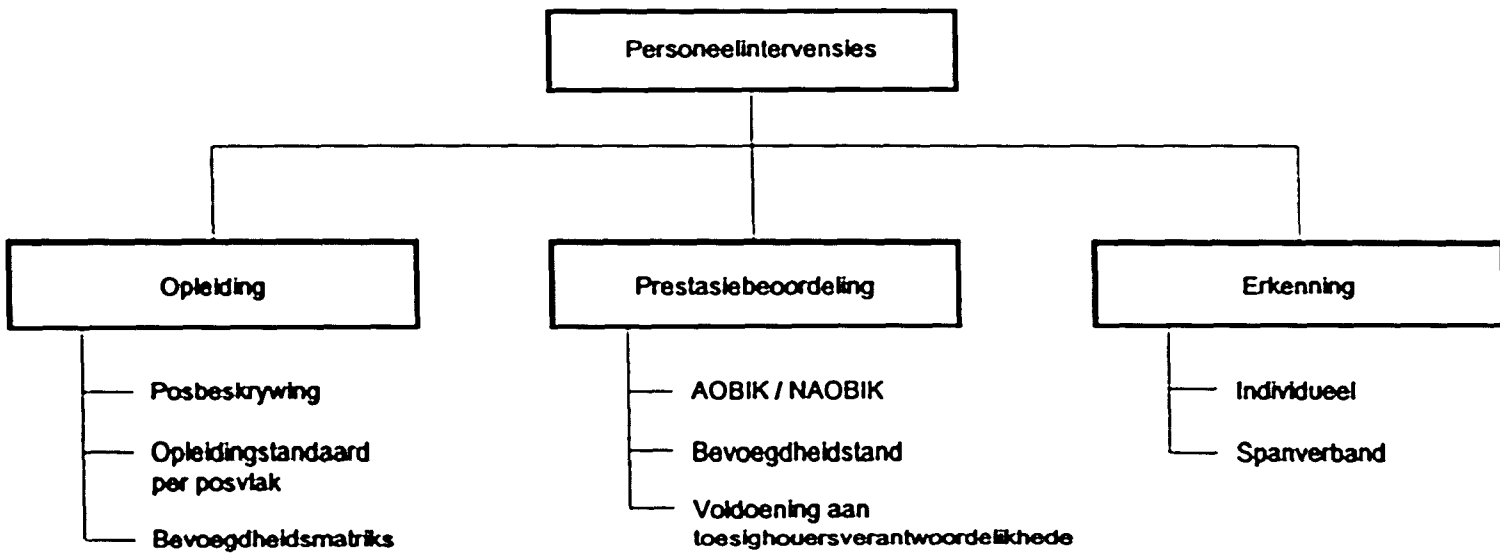 Personeelintervensies
Opleiding
Prestasiebeoordeling
Erkenning
Posbeskrywing
Opleidingstandaard
per posvlak
Bevoegdheidsmatriks
AOBIK / NAOBIK
Bevoegdheidstand
Voldoening aan
toesighouersverantwoordelikhede
Individueel
Spanverband